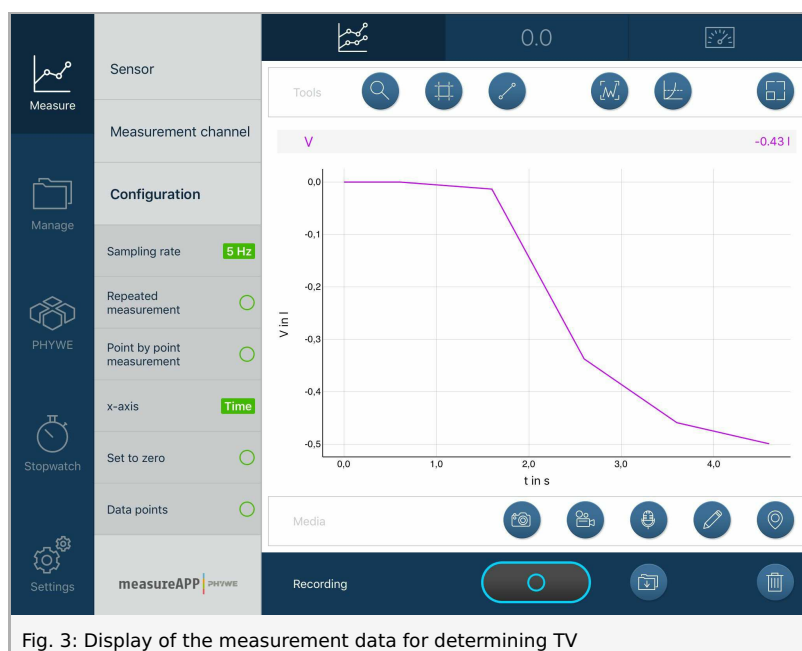 0.0
Measure
Manage
PHYWE
Stopwatch
Settings
Sensor
Measurement channel
Configuration
Sampling rate 5 Hz
Repeated
measurement
Point by point
measurement
x-axis Time
Set to zero
Data points
measureAPP PHYWE
Tools
V -0.43 l
V in l
0,0
-0,1
-0,2
-0,3
-0,4
-0,5
0,0 1,0 2,0 3,0 4,0
t in s
Media
Recording
Fig. 3: Display of the measurement data for determining TV